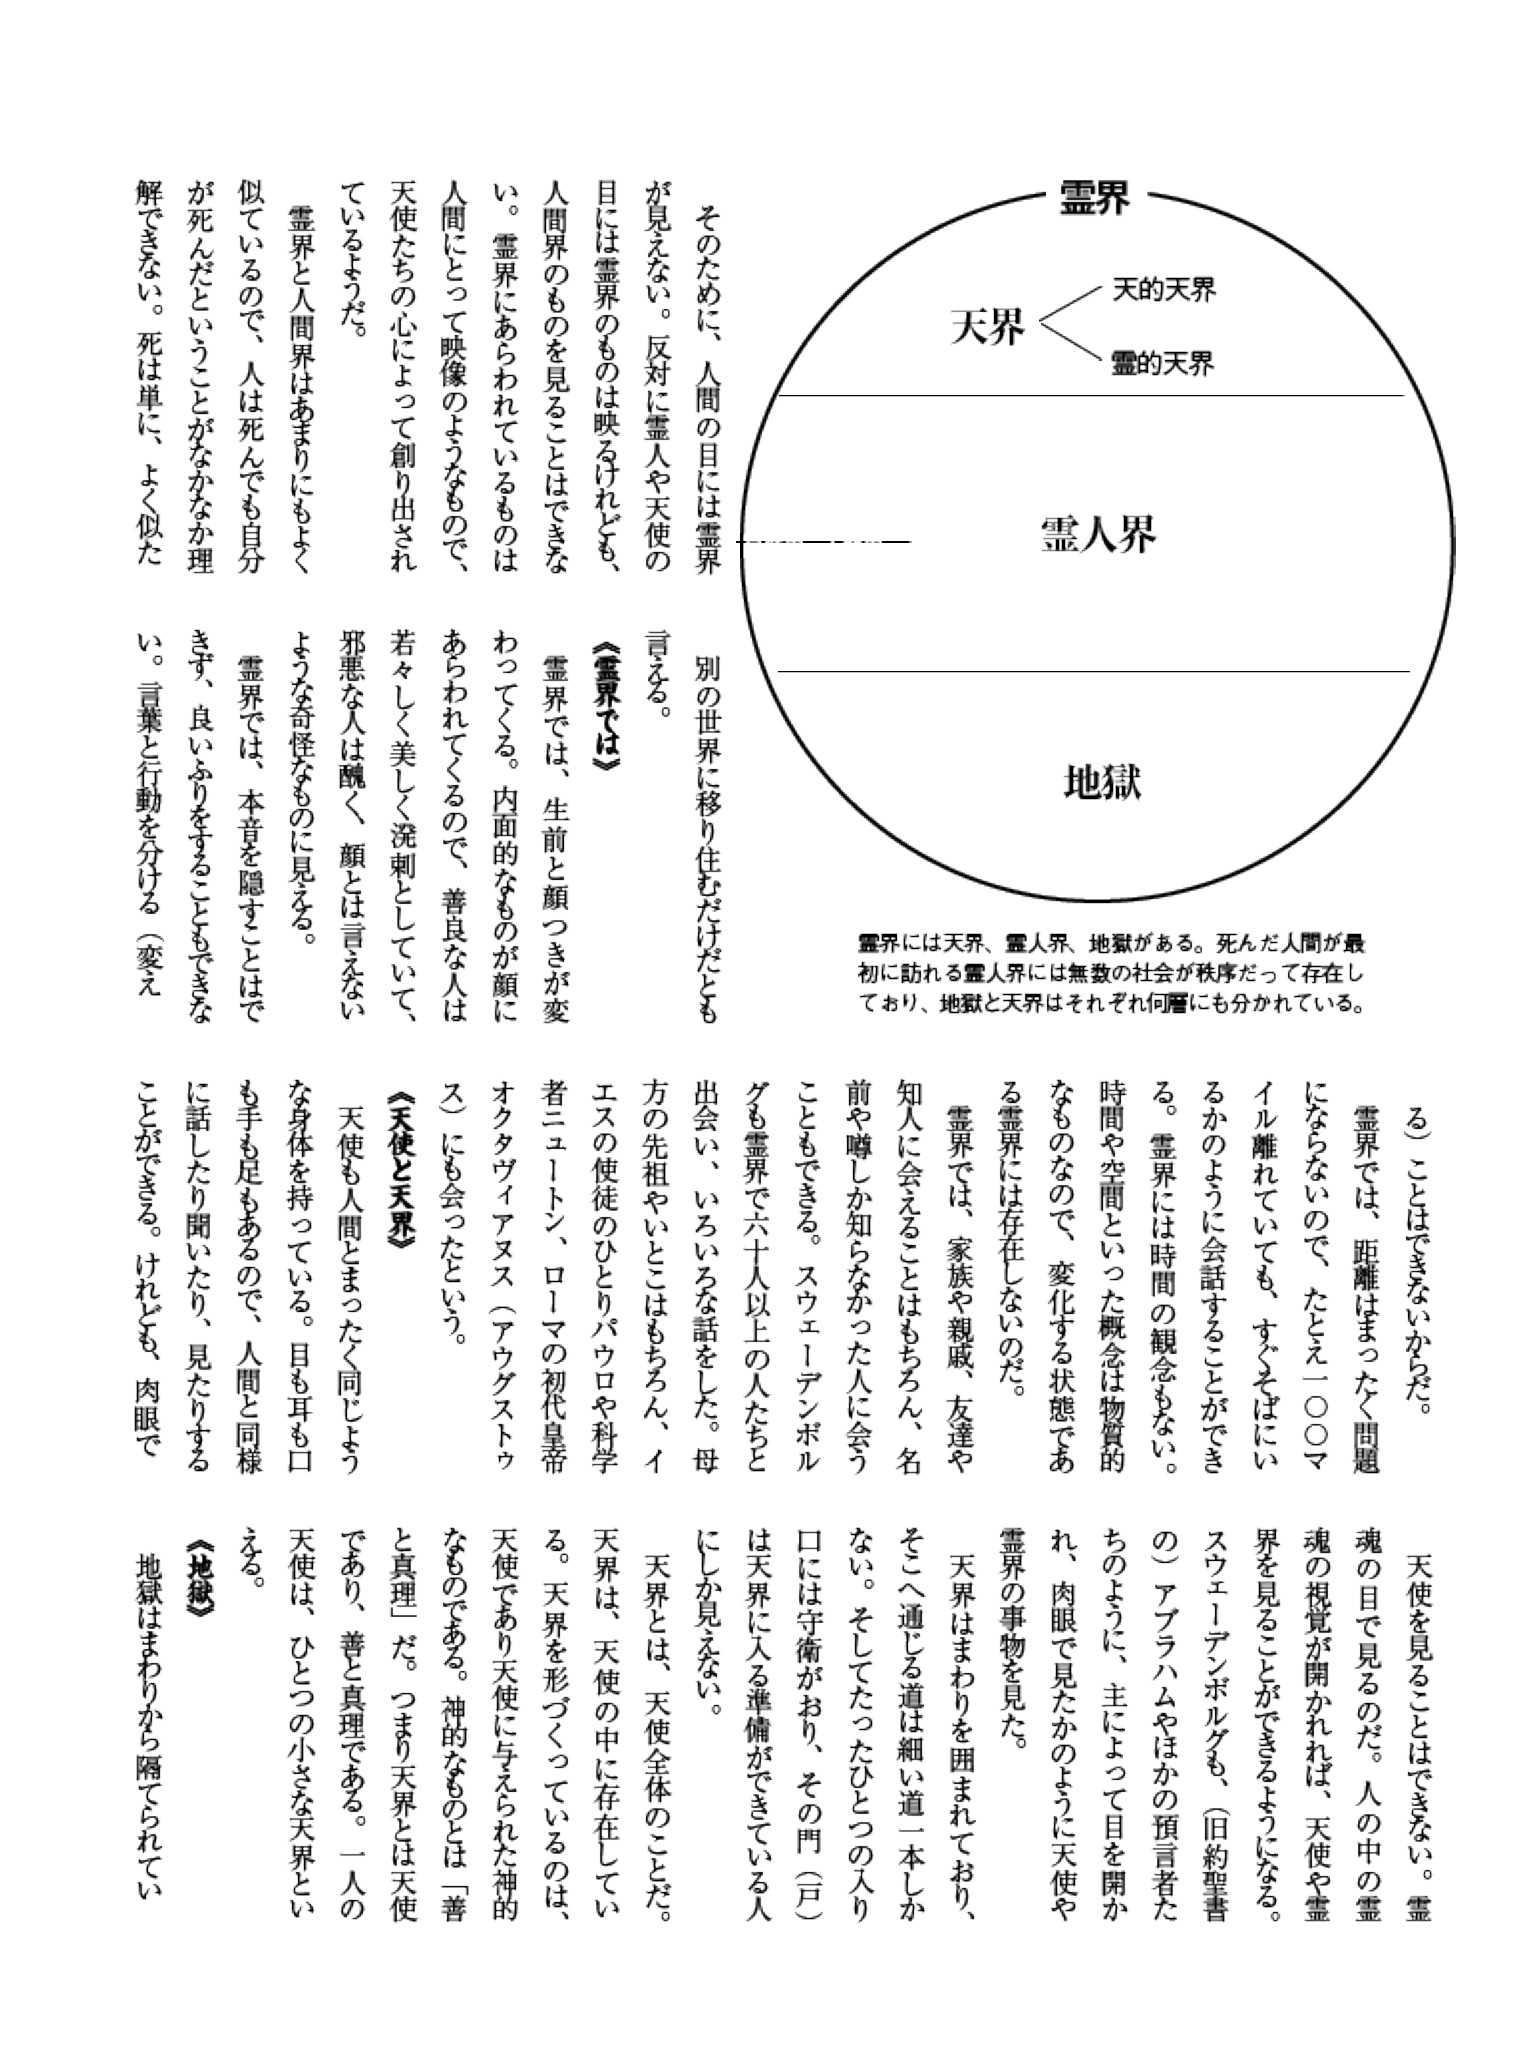 霊界
天界
天的天界
霊的天界
霊人界
地獄
霊界には天界、霊人界、地獄がある。死んだ人間が最
初に訪れる霊人界には無数の社会が秩序だって存在し
ており、地獄と天界はそれぞれ何層にも分かれている。
そのために、人間の目には霊界
が見えない。反対に霊人や天使の
目には霊界のものは映るけれども、
人間界のものを見ることはできな
い。霊界にあらわれているものは
人間にとって映像のようなもので、
天使たちの心によって創り出され
ているようだ。
霊界と人間界はあまりにもよく
似ているので、人は死んでも自分
が死んだということがなかなか理
解できない。死は単に、よく似た
別の世界に移り住むだけだとも
言える。
《霊界では》
霊界では、生前と顔つきが変
わってくる。内面的なものが顔に
あらわれてくるので、善良な人は
若々しく美しく溌剌としていて、
邪悪な人は醜く、顔とは言えない
ような奇怪なものに見える。
霊界では、本音を隠すことはで
きず、良いふりをすることもできな
い。言葉と行動を分ける（変え
る）ことはできないからだ。
霊界では、距離はまったく問題
にならないので、たとえ一〇〇マ
イル離れていても、すぐそばにい
るかのように会話することができ
る。霊界には時間の観念もない。
時間や空間といった概念は物質的
なものなので、変化する状態であ
る霊界には存在しないのだ。
霊界では、家族や親戚、友達や
知人に会えることはもちろん、名
前や噂しか知らなかった人に会う
こともできる。スウェーデンボル
グも霊界で六十人以上の人たちと
出会い、いろいろな話をした。母
方の先祖やいとこはもちろん、イ
エスの使徒のひとりパウロや科学
者ニュートン、ローマの初代皇帝
オクタヴィアヌス（アウグストゥ
ス）にも会ったという。
《天使と天界》
天使も人間とまったく同じよう
な身体を持っている。目も耳も口
も手も足もあるので、人間と同様
に話したり聞いたり、見たりする
ことができる。けれども、肉眼で
天使を見ることはできない。霊
魂の目で見るのだ。人の中の霊
魂の視覚が開かれれば、天使や霊
界を見ることができるようになる。
スウェーデンボルグも、（旧約聖書
の）アブラハムやほかの預言者た
ちのように、主によって目を開か
れ、肉眼で見たかのように天使や
霊界の事物を見た。
天界はまわりを囲まれており、
そこへ通じる道は細い道一本しか
ない。そしてたったひとつの入り
口には守衛がおり、その門（戸）
は天界に入る準備ができている人
にしか見えない。
天界とは、天使全体のことだ。
天界は、天使の中に存在してい
る。天界を形づくっているのは、
天使であり天使に与えられた神的
なものである。神的なものとは「善
と真理」だ。つまり天界とは天使
であり、善と真理である。一人の
天使は、ひとつの小さな天界とい
える。
《地獄》
地獄はまわりから隔てられてい